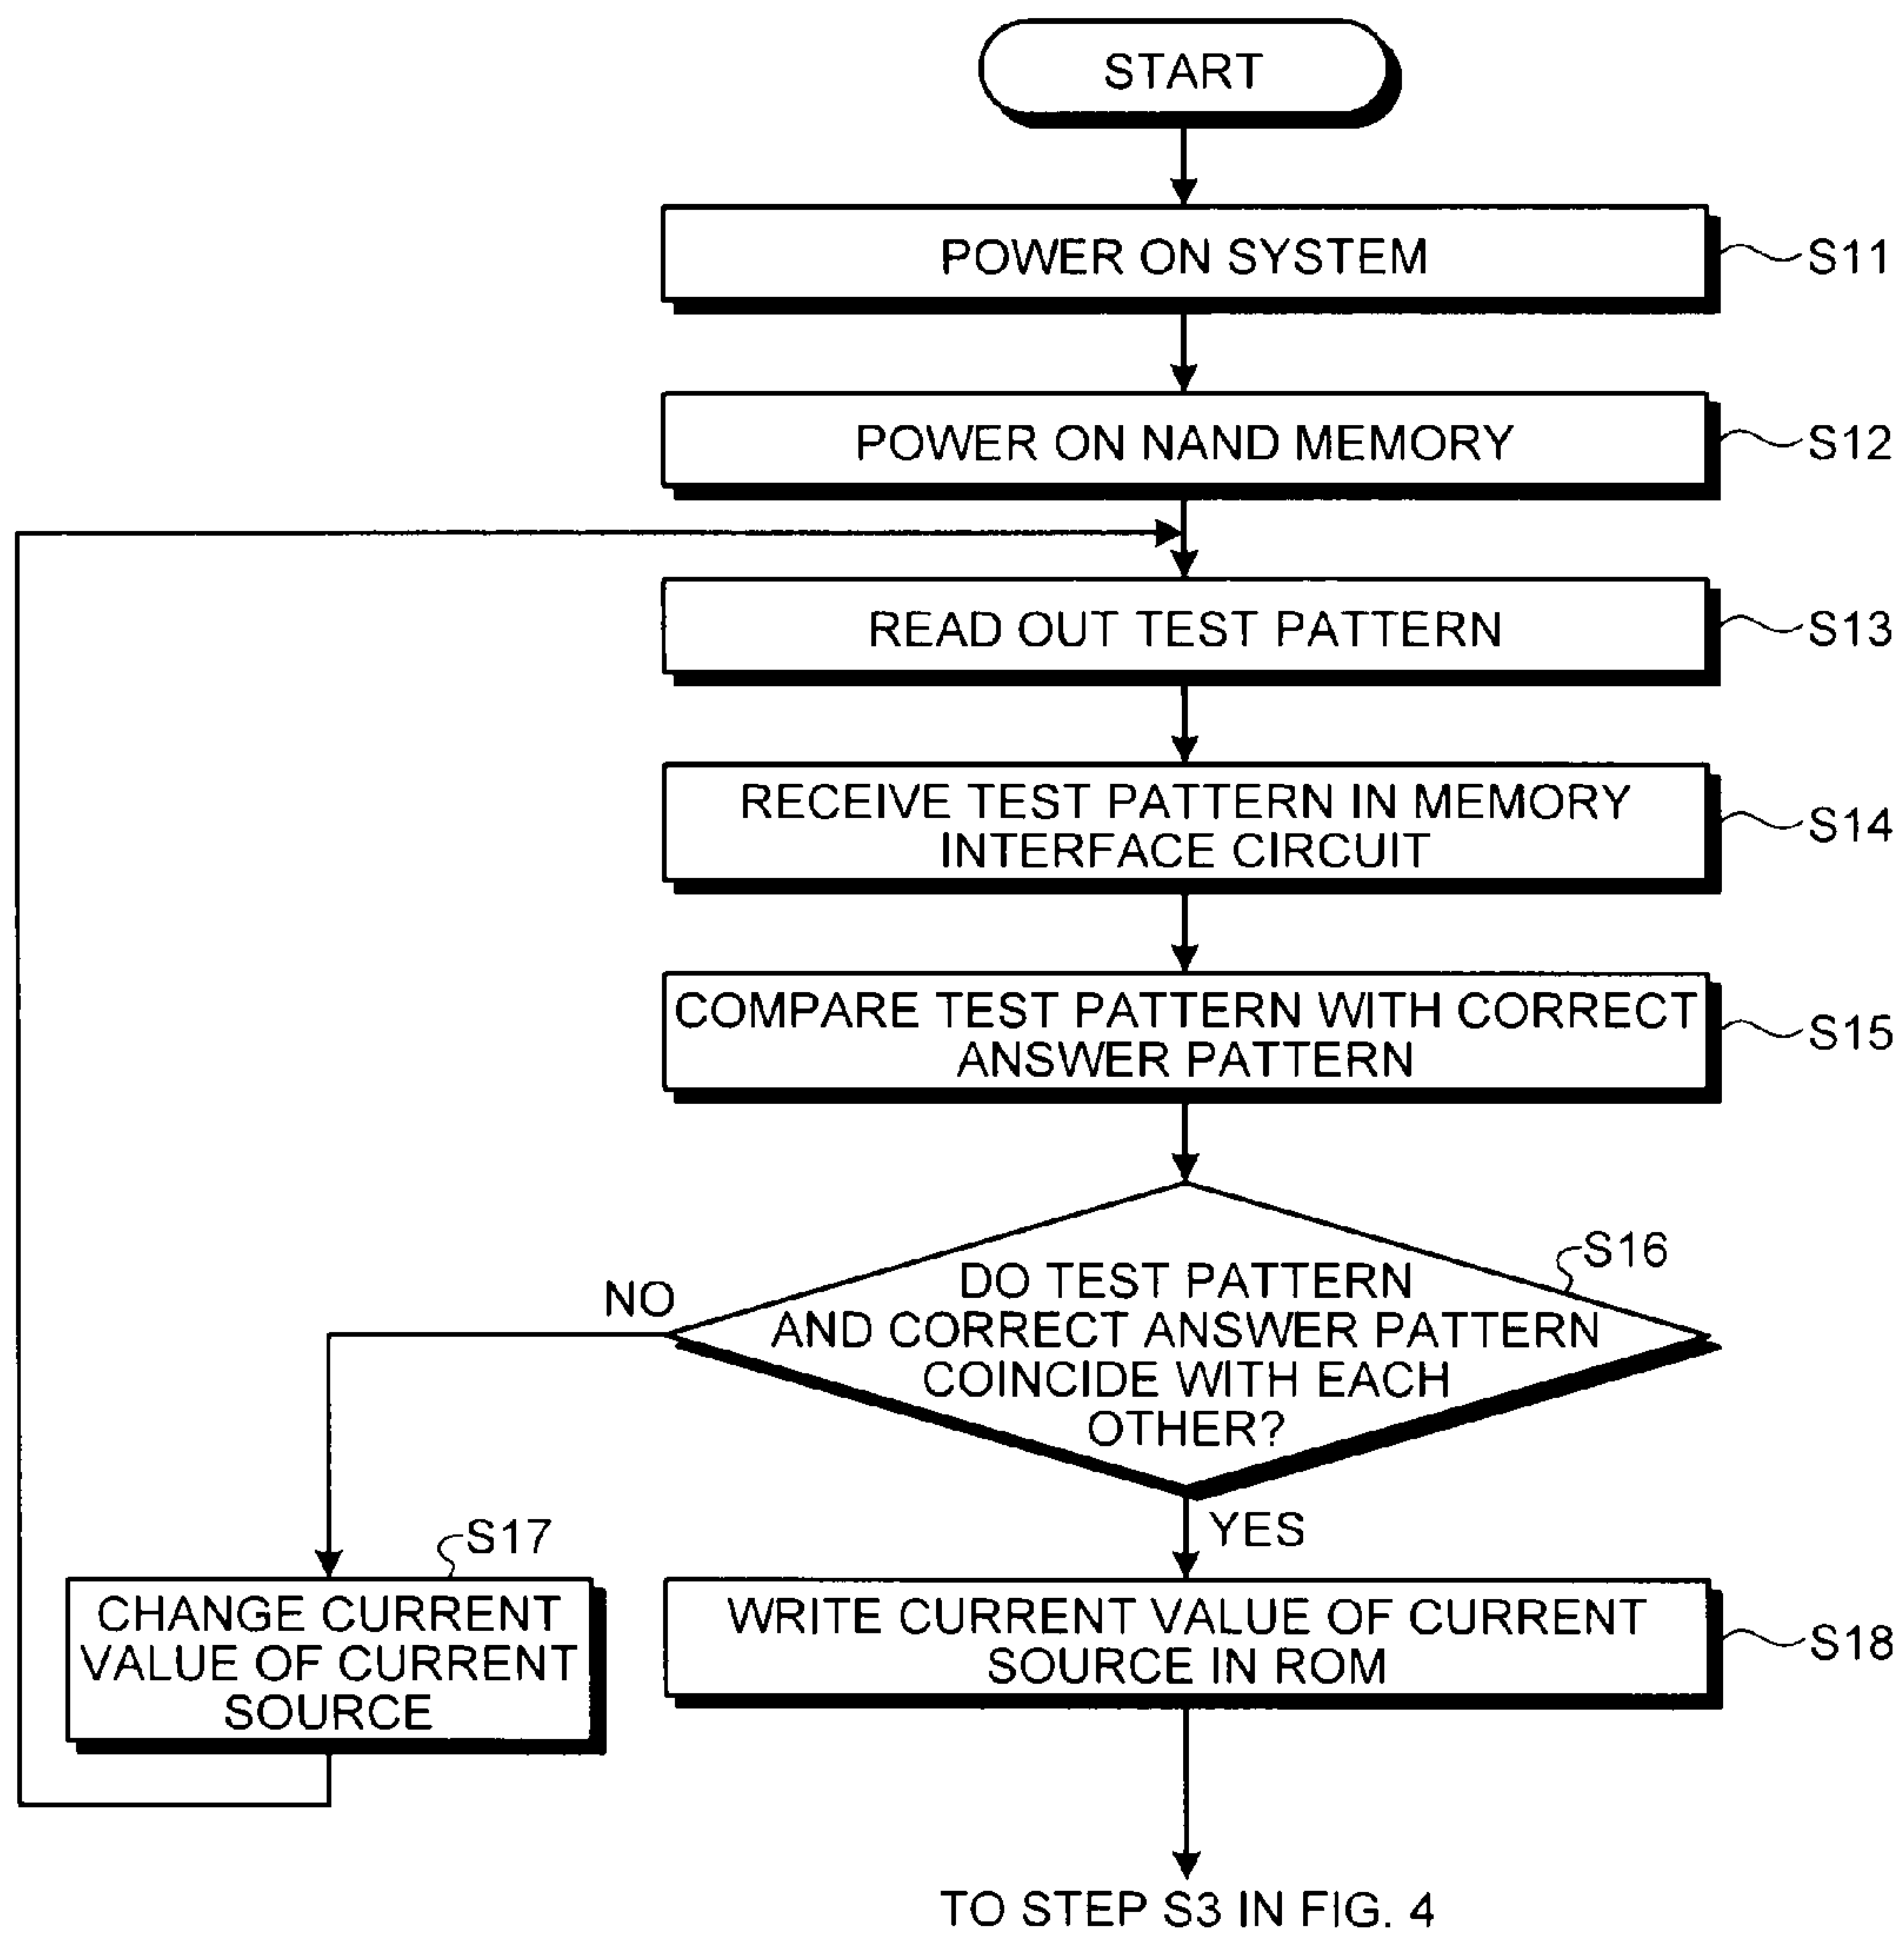 START
POWER ON SYSTEM
S11
POWER ON NAND MEMORY
S12
READ OUT TEST PATTERN
S13
RECEIVE TEST PATTERN IN MEMORY
INTERFACE CIRCUIT
S14
COMPARE TEST PATTERN WITH CORRECT
ANSWER PATTERN
S15
S16
DO TEST PATTERN
AND CORRECT ANSWER PATTERN
COINCIDE WITH EACH
OTHER?
NO
YES
S17
CHANGE CURRENT
VALUE OF CURRENT
SOURCE
WRITE CURRENT VALUE OF CURRENT
SOURCE IN ROM
S18
TO STEP S3 IN FIG. 4